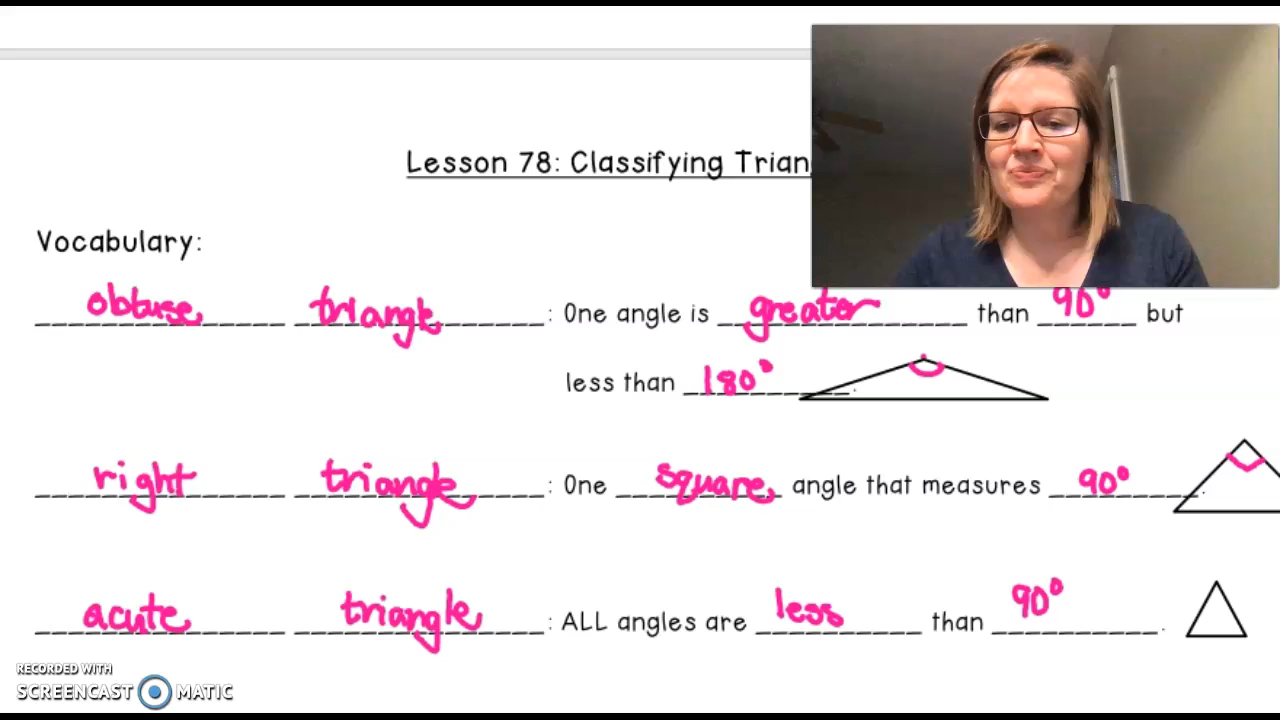 Lesson 78: Classifying Trian
Vocabulary:
obtuse triangle : One angle is greater than 90° but
less than 180°.
right triangle : One square angle that measures 90°.
acute triangle : ALL angles are less than 90°.
RECORDED WITH
SCREENCAST MATIC